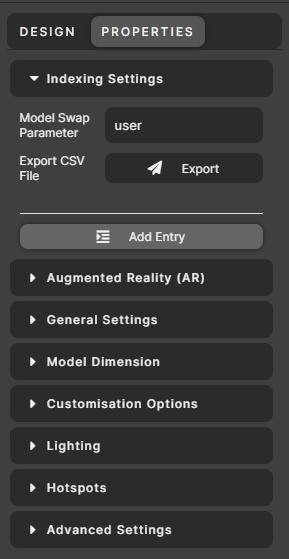 DESIGN PROPERTIES
Indexing Settings
Model Swap
Parameter
user
Export CSV
File
Export
Add Entry
Augmented Reality (AR)
General Settings
Model Dimension
Customisation Options
Lighting
Hotspots
Advanced Settings